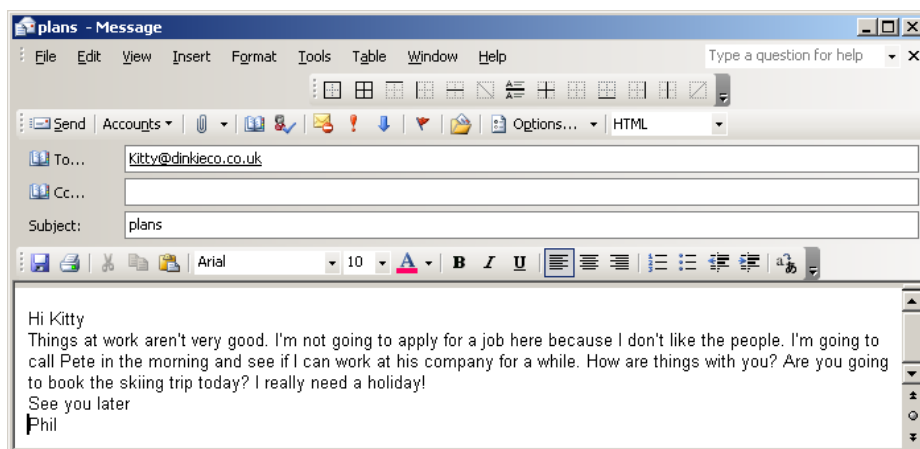 plans - Message
File Edit View Insert Format Tools Table Window Help Type a question for help
Send Accounts Options... HTML
To... Kitty@dinkieco.co.uk
Cc...
Subject: plans
Arial 10 A B I U
Hi Kitty
Things at work aren't very good. I'm not going to apply for a job here because I don't like the people. I'm going to
call Pete in the morning and see if I can work at his company for a while. How are things with you? Are you going
to book the skiing trip today? I really need a holiday!
See you later
Phil